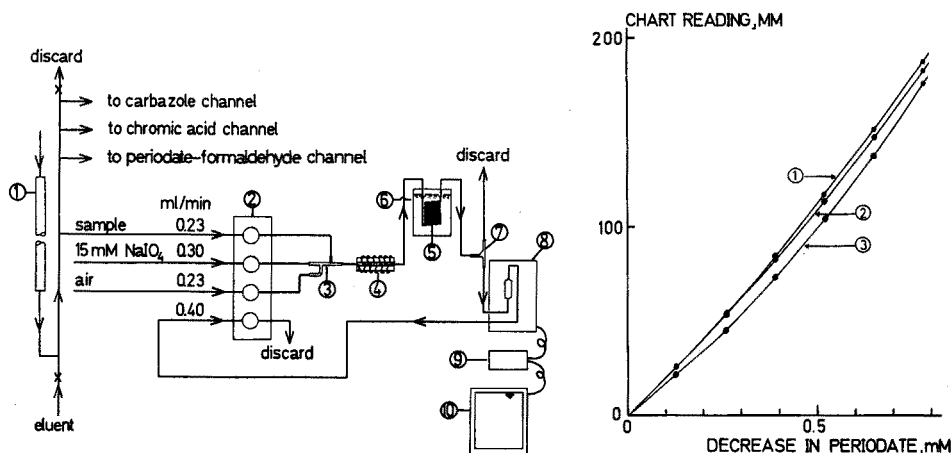 discard
to carbazole channel
to chromic acid channel
to periodate-formaldehyde channel
①
ml/min
②
sample 0.23
15 mM NaIO₄ 0.30
air 0.23
0.40
discard
③
④
⑤
⑥
discard
⑦
⑧
⑨
⑩
eluent
CHART READING, MM
200
100
0
①
②
③
0
0.5
DECREASE IN PERIODATE, mM